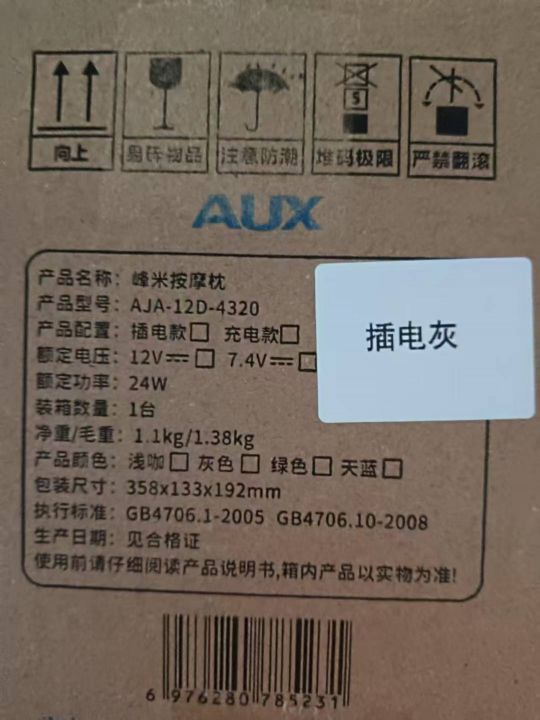 5
向上 易碎物品 注意防潮 堆码极限 严禁翻滚
AUX
产品名称：峰米按摩枕
产品型号：AJA-12D-4320
产品配置：插电款□ 充电款□
插电灰
额定电压：12V⎓□ 7.4V⎓□
额定功率：24W
装箱数量：1台
净重/毛重：1.1kg/1.38kg
产品颜色：浅咖□ 灰色□ 绿色□ 天蓝□
包装尺寸：358x133x192mm
执行标准：GB4706.1-2005 GB4706.10-2008
生产日期：见合格证
使用前请仔细阅读产品说明书,箱内产品以实物为准!
6 976280 785231